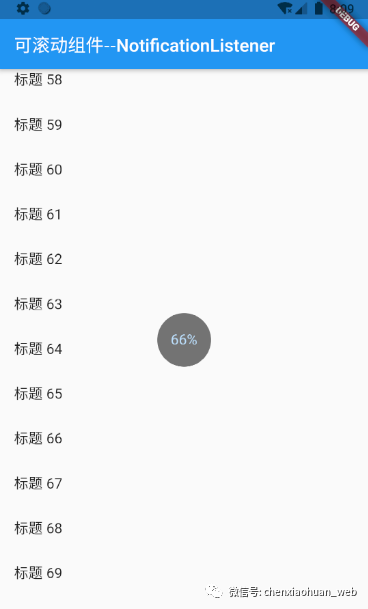 8:09
DEBUG
可滚动组件--NotificationListener
标题 58
标题 59
标题 60
标题 61
标题 62
标题 63
66%
标题 64
标题 65
标题 66
标题 67
标题 68
标题 69
微信号: chenxiaohuan_web